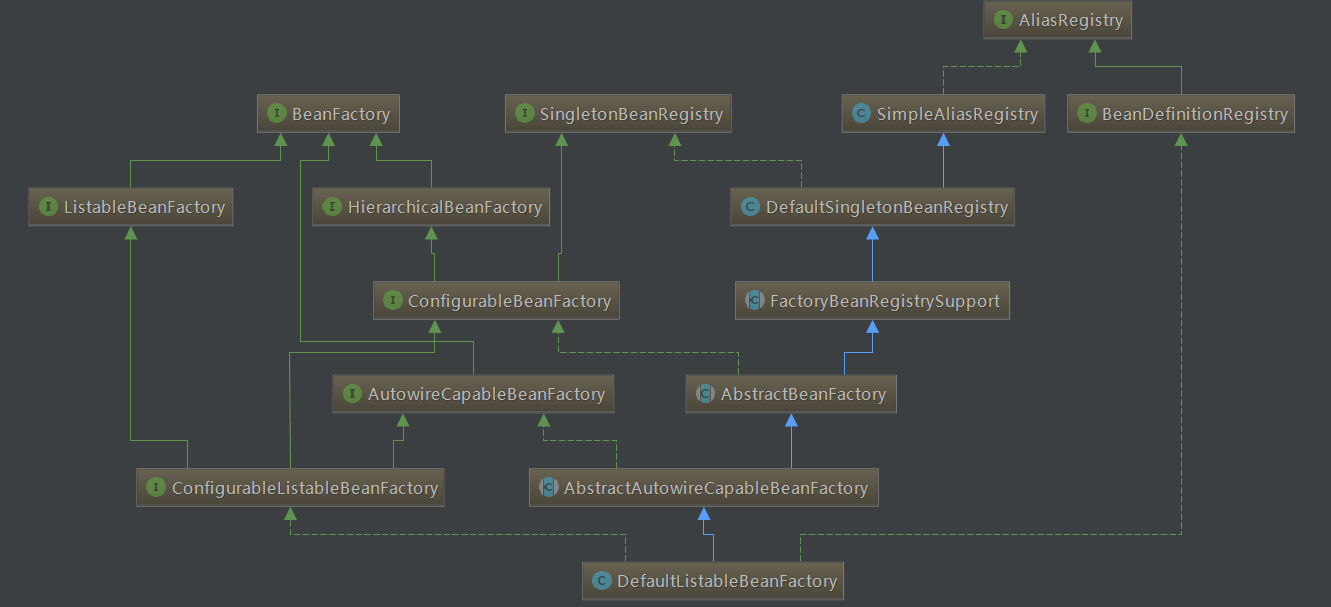 I AliasRegistry
I BeanFactory
I SingletonBeanRegistry
C SimpleAliasRegistry
I BeanDefinitionRegistry
I ListableBeanFactory
I HierarchicalBeanFactory
C DefaultSingletonBeanRegistry
I ConfigurableBeanFactory
C FactoryBeanRegistrySupport
I AutowireCapableBeanFactory
C AbstractBeanFactory
I ConfigurableListableBeanFactory
C AbstractAutowireCapableBeanFactory
C DefaultListableBeanFactory